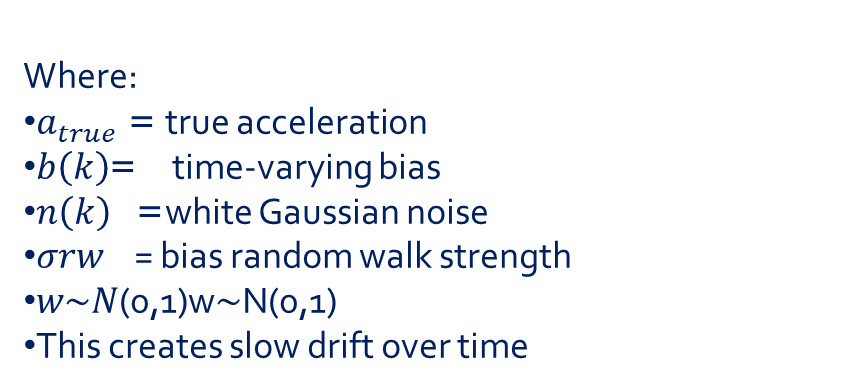 Where:
•a_true = true acceleration
•b(k)= time-varying bias
•n(k) =white Gaussian noise
•σrw = bias random walk strength
•w~N(0,1)w~N(0,1)
•This creates slow drift over time